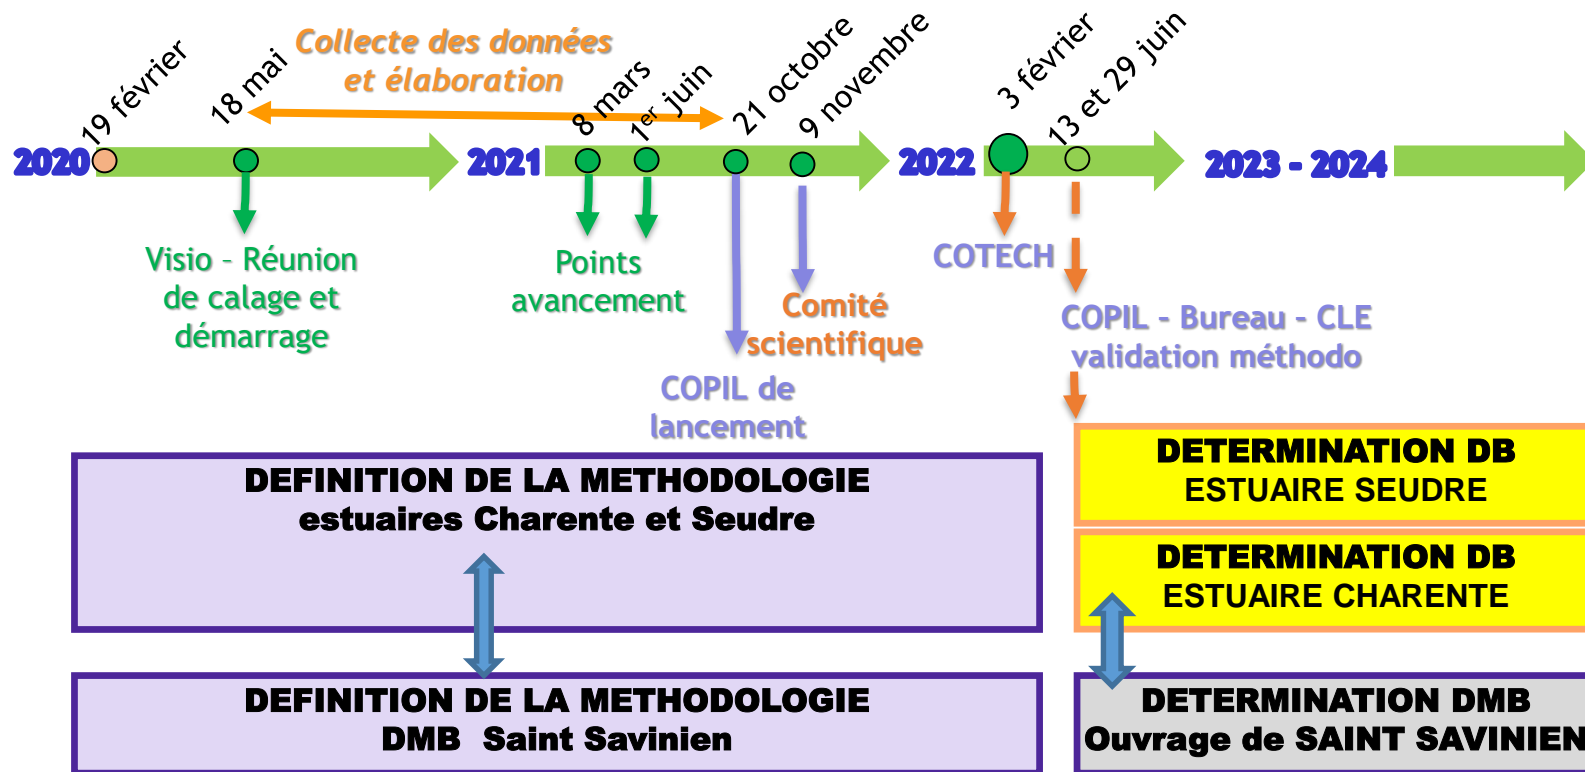 Collecte des données
et élaboration
19 février
18 mai
8 mars
1er juin
21 octobre
9 novembre
3 février
13 et 29 juin
2020
2021
2022
2023 - 2024
Visio - Réunion
de calage et
démarrage
Points
avancement
Comité
scientifique
COPIL de
lancement
COTECH
COPIL - Bureau - CLE
validation méthodo
DEFINITION DE LA METHODOLOGIE
estuaires Charente et Seudre
DETERMINATION DB
ESTUAIRE SEUDRE
DETERMINATION DB
ESTUAIRE CHARENTE
DEFINITION DE LA METHODOLOGIE
DMB Saint Savinien
DETERMINATION DMB
Ouvrage de SAINT SAVINIEN